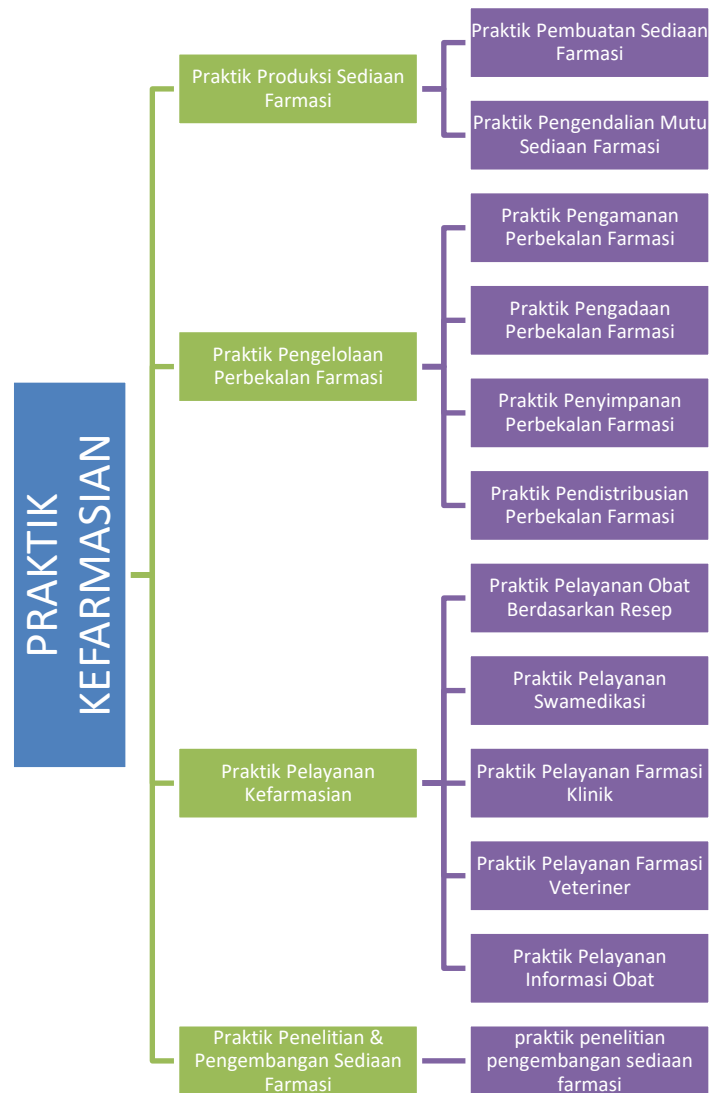 PRAKTIK
KEFARMASIAN
Praktik Produksi Sediaan
Farmasi
Praktik Pembuatan Sediaan
Farmasi
Praktik Pengendalian Mutu
Sediaan Farmasi
Praktik Pengelolaan
Perbekalan Farmasi
Praktik Pengamanan
Perbekalan Farmasi
Praktik Pengadaan
Perbekalan Farmasi
Praktik Penyimpanan
Perbekalan Farmasi
Praktik Pendistribusian
Perbekalan Farmasi
Praktik Pelayanan
Kefarmasian
Praktik Pelayanan Obat
Berdasarkan Resep
Praktik Pelayanan
Swamedikasi
Praktik Pelayanan Farmasi
Klinik
Praktik Pelayanan Farmasi
Veteriner
Praktik Pelayanan
Informasi Obat
Praktik Penelitian &
Pengembangan Sediaan
Farmasi
praktik penelitian
pengembangan sediaan
farmasi